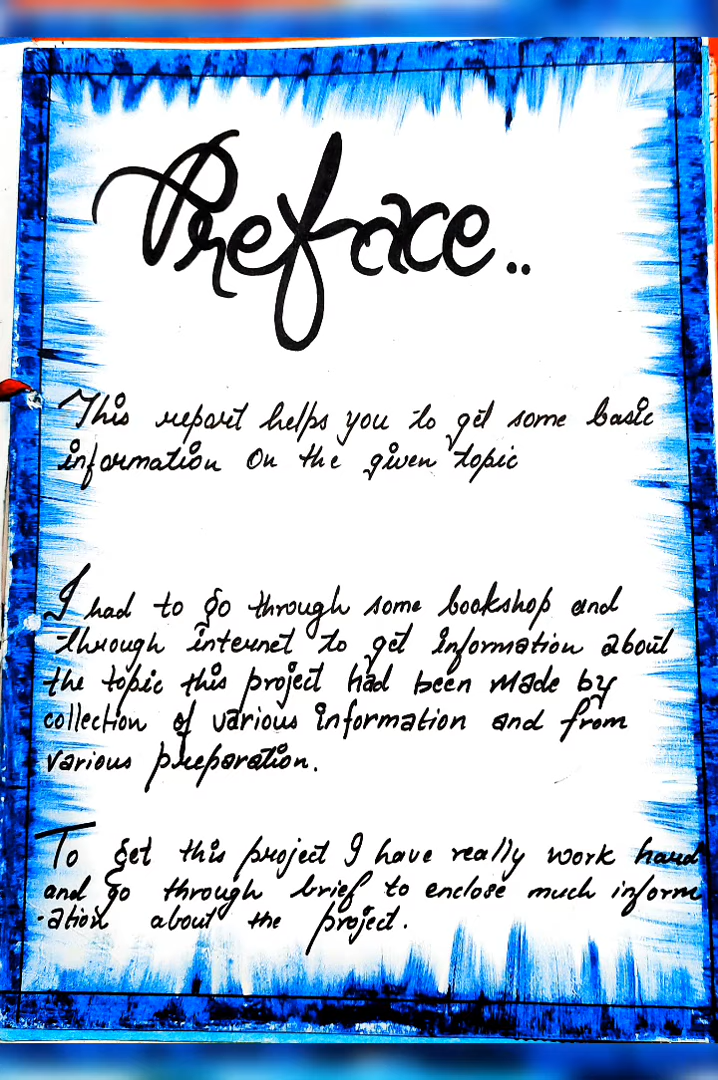 Preface..
This report helps you to get some basic
information on the given topic
I had to go through some bookshop and
through internet to get information about
the topic this project had been made by
collection of various information and from
various preparation.
To get this project I have really work hard
and go through brief to enclose much inform
-ation about the project.